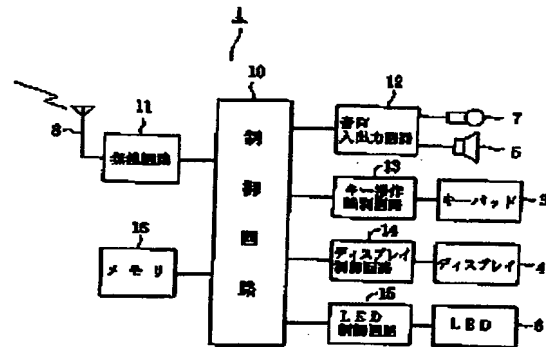 1
10
11
無線回路
8
制御回路
12
音声
入出力回路
7
5
13
キー操作
制御回路
キーパッド
3
14
ディスプレイ
制御回路
ディスプレイ
4
15
LED
制御回路
LED
6
16
メモリ